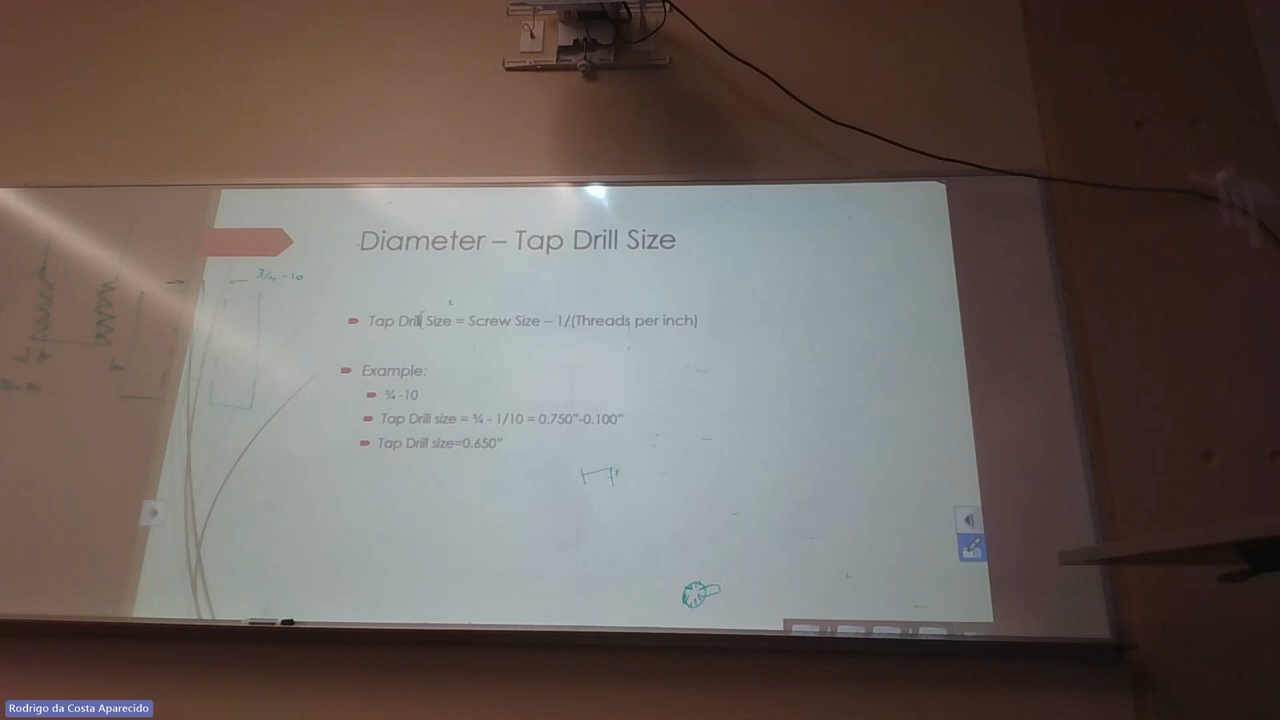 Diameter – Tap Drill Size
3/4 - 10
Tap Drill Size = Screw Size – 1/(Threads per inch)
Example:
¾ -10
Tap Drill size = ¾ - 1/10 = 0.750"-0.100"
Tap Drill size=0.650"
Rodrigo da Costa Aparecido